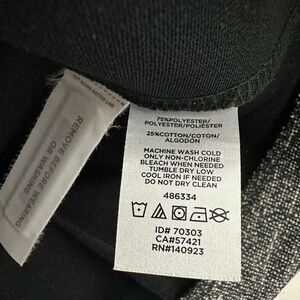 75%POLYESTER/
POLYESTER/POLIÉSTER
25%COTTON/COTON/
ALGODÓN
MACHINE WASH COLD
ONLY NON-CHLORINE
BLEACH WHEN NEEDED
TUMBLE DRY LOW
COOL IRON IF NEEDED
DO NOT DRY CLEAN
486334
ID# 70303
CA#57421
RN#140923
REMOVE BEFORE WEARING
OR WASHING